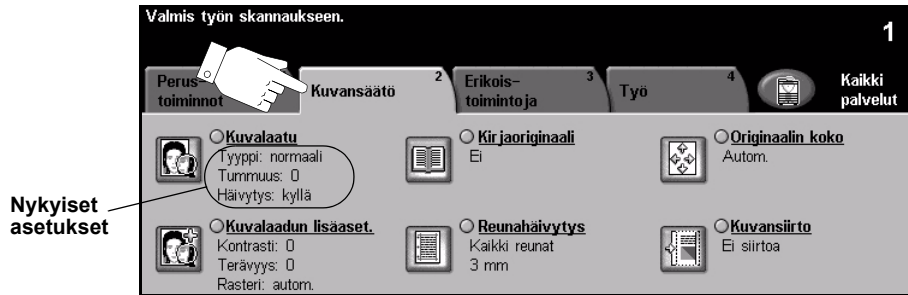 Valmis työn skannaukseen.
1
Perus-
toiminnot
Kuvansäätö
2
Erikois-
toimintoja
3
Työ
4
Kaikki
palvelut
Kuvalaatu
Tyyppi: normaali
Tummuus: 0
Häivytys: kyllä
Kirjaoriginaali
Ei
Originaalin koko
Autom.
Nykyiset
asetukset
Kuvalaadun lisäaset.
Kontrasti: 0
Terävyys: 0
Rasteri: autom.
Reunahäivytys
Kaikki reunat
3 mm
Kuvansiirto
Ei siirtoa